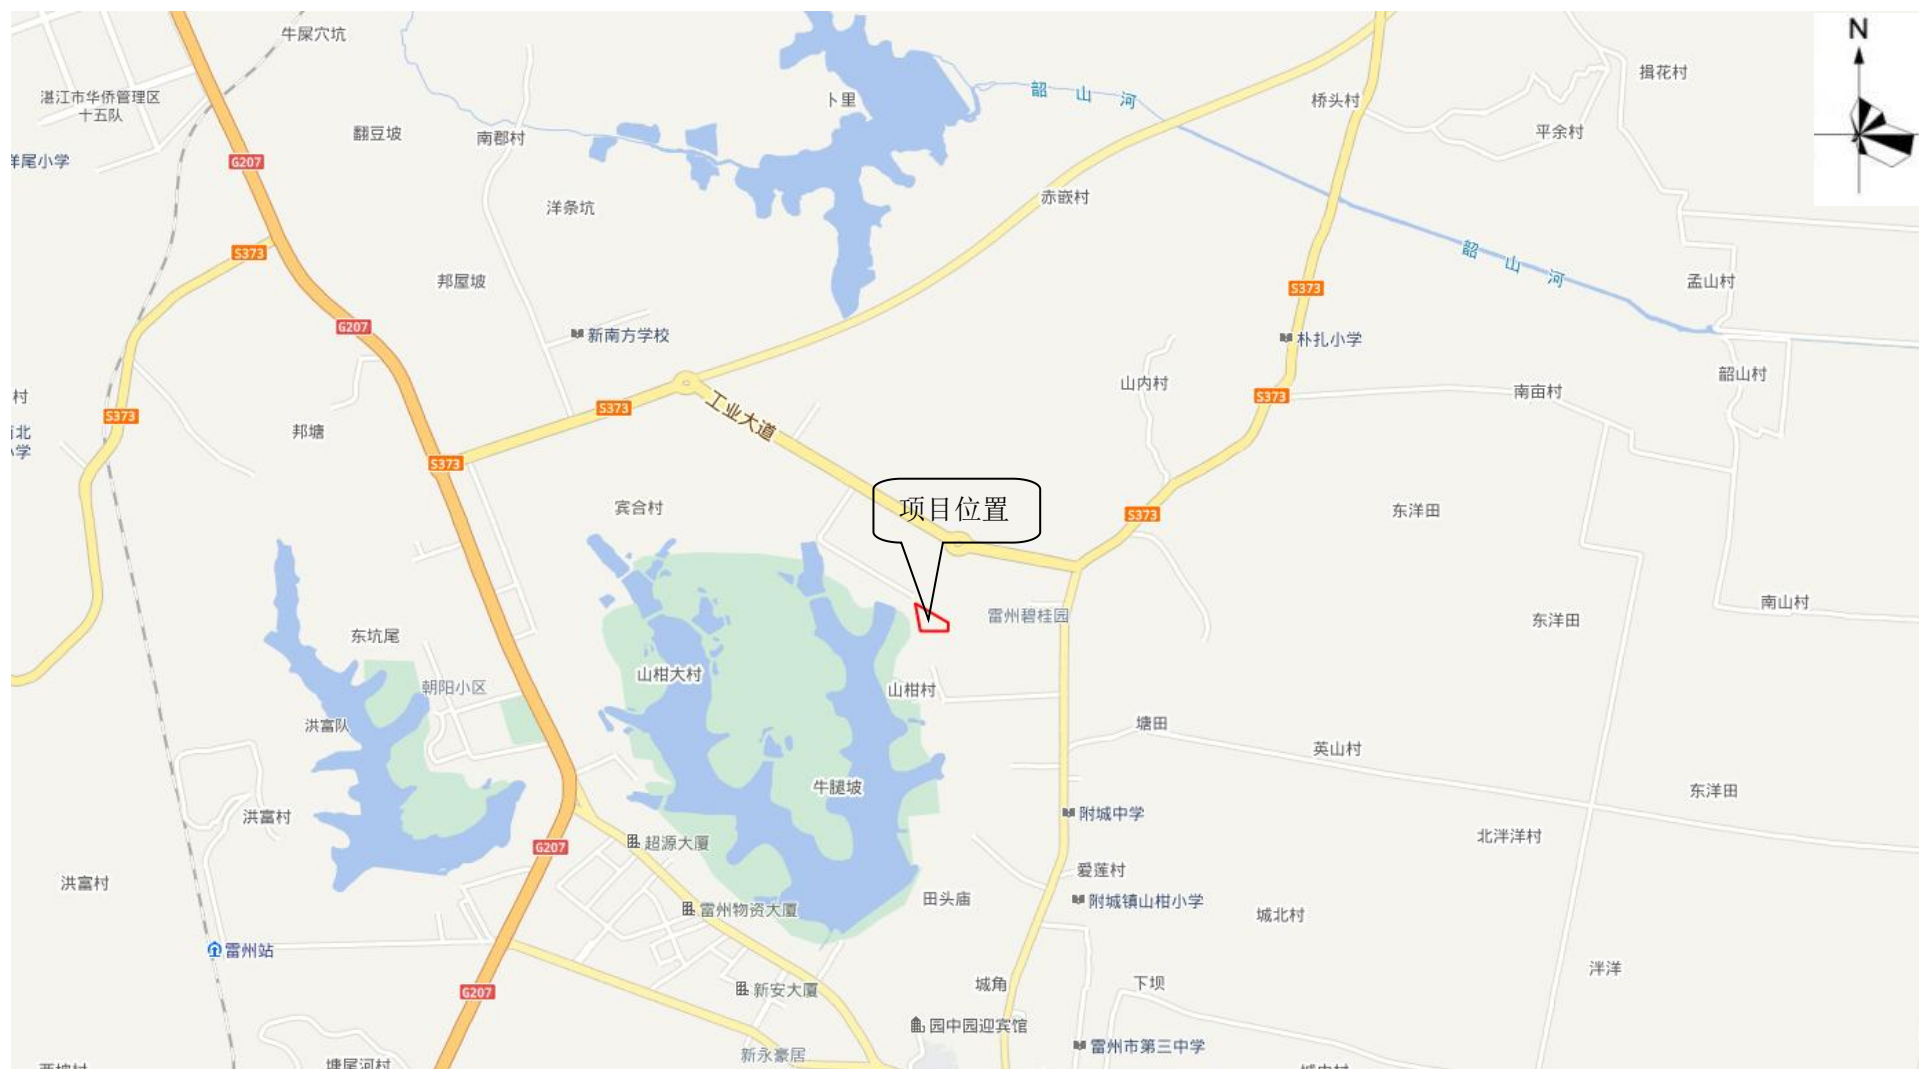 牛屎穴坑
N
湛江市华侨管理区
十五队
卜里
韶山河
桥头村
揖花村
翻豆坡
南郡村
平余村
洋尾小学
G207
洋条坑
赤嵌村
S373
韶山河
邦屋坡
孟山村
S373
G207
新南方学校
朴扎小学
山内村
韶山村
南亩村
村
S373
S373
S373
工业大道
邦塘
北
小学
S373
宾合村
项目位置
S373
东洋田
南山村
雷州碧桂园
东洋田
东坑尾
山柑大村
朝阳小区
山柑村
洪富队
塘田
英山村
牛腿坡
东洋田
洪富村
附城中学
北泮洋村
超源大厦
G207
爱莲村
洪富村
田头庙
附城镇山柑小学
雷州物资大厦
城北村
雷州站
泮洋
城角
下坝
新安大厦
G207
园中园迎宾馆
新永豪居
雷州市第三中学
塘尾河村